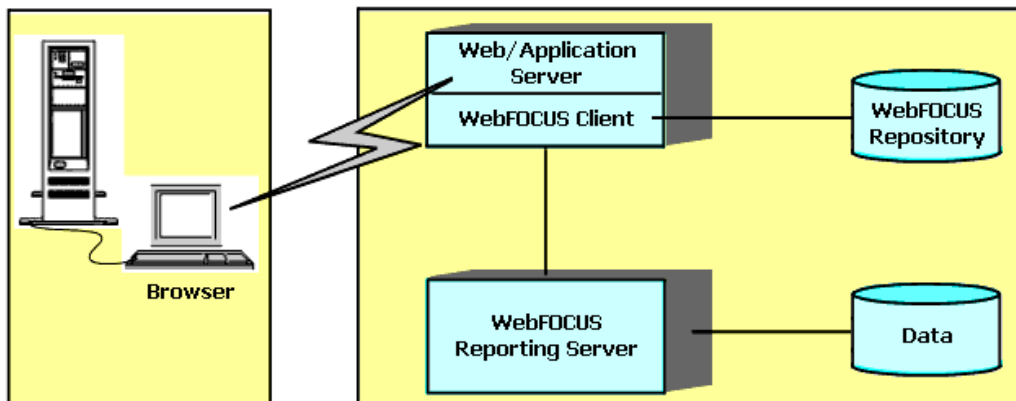 Web/Application
Server
WebFOCUS Client
WebFOCUS
Repository
Browser
WebFOCUS
Reporting Server
Data